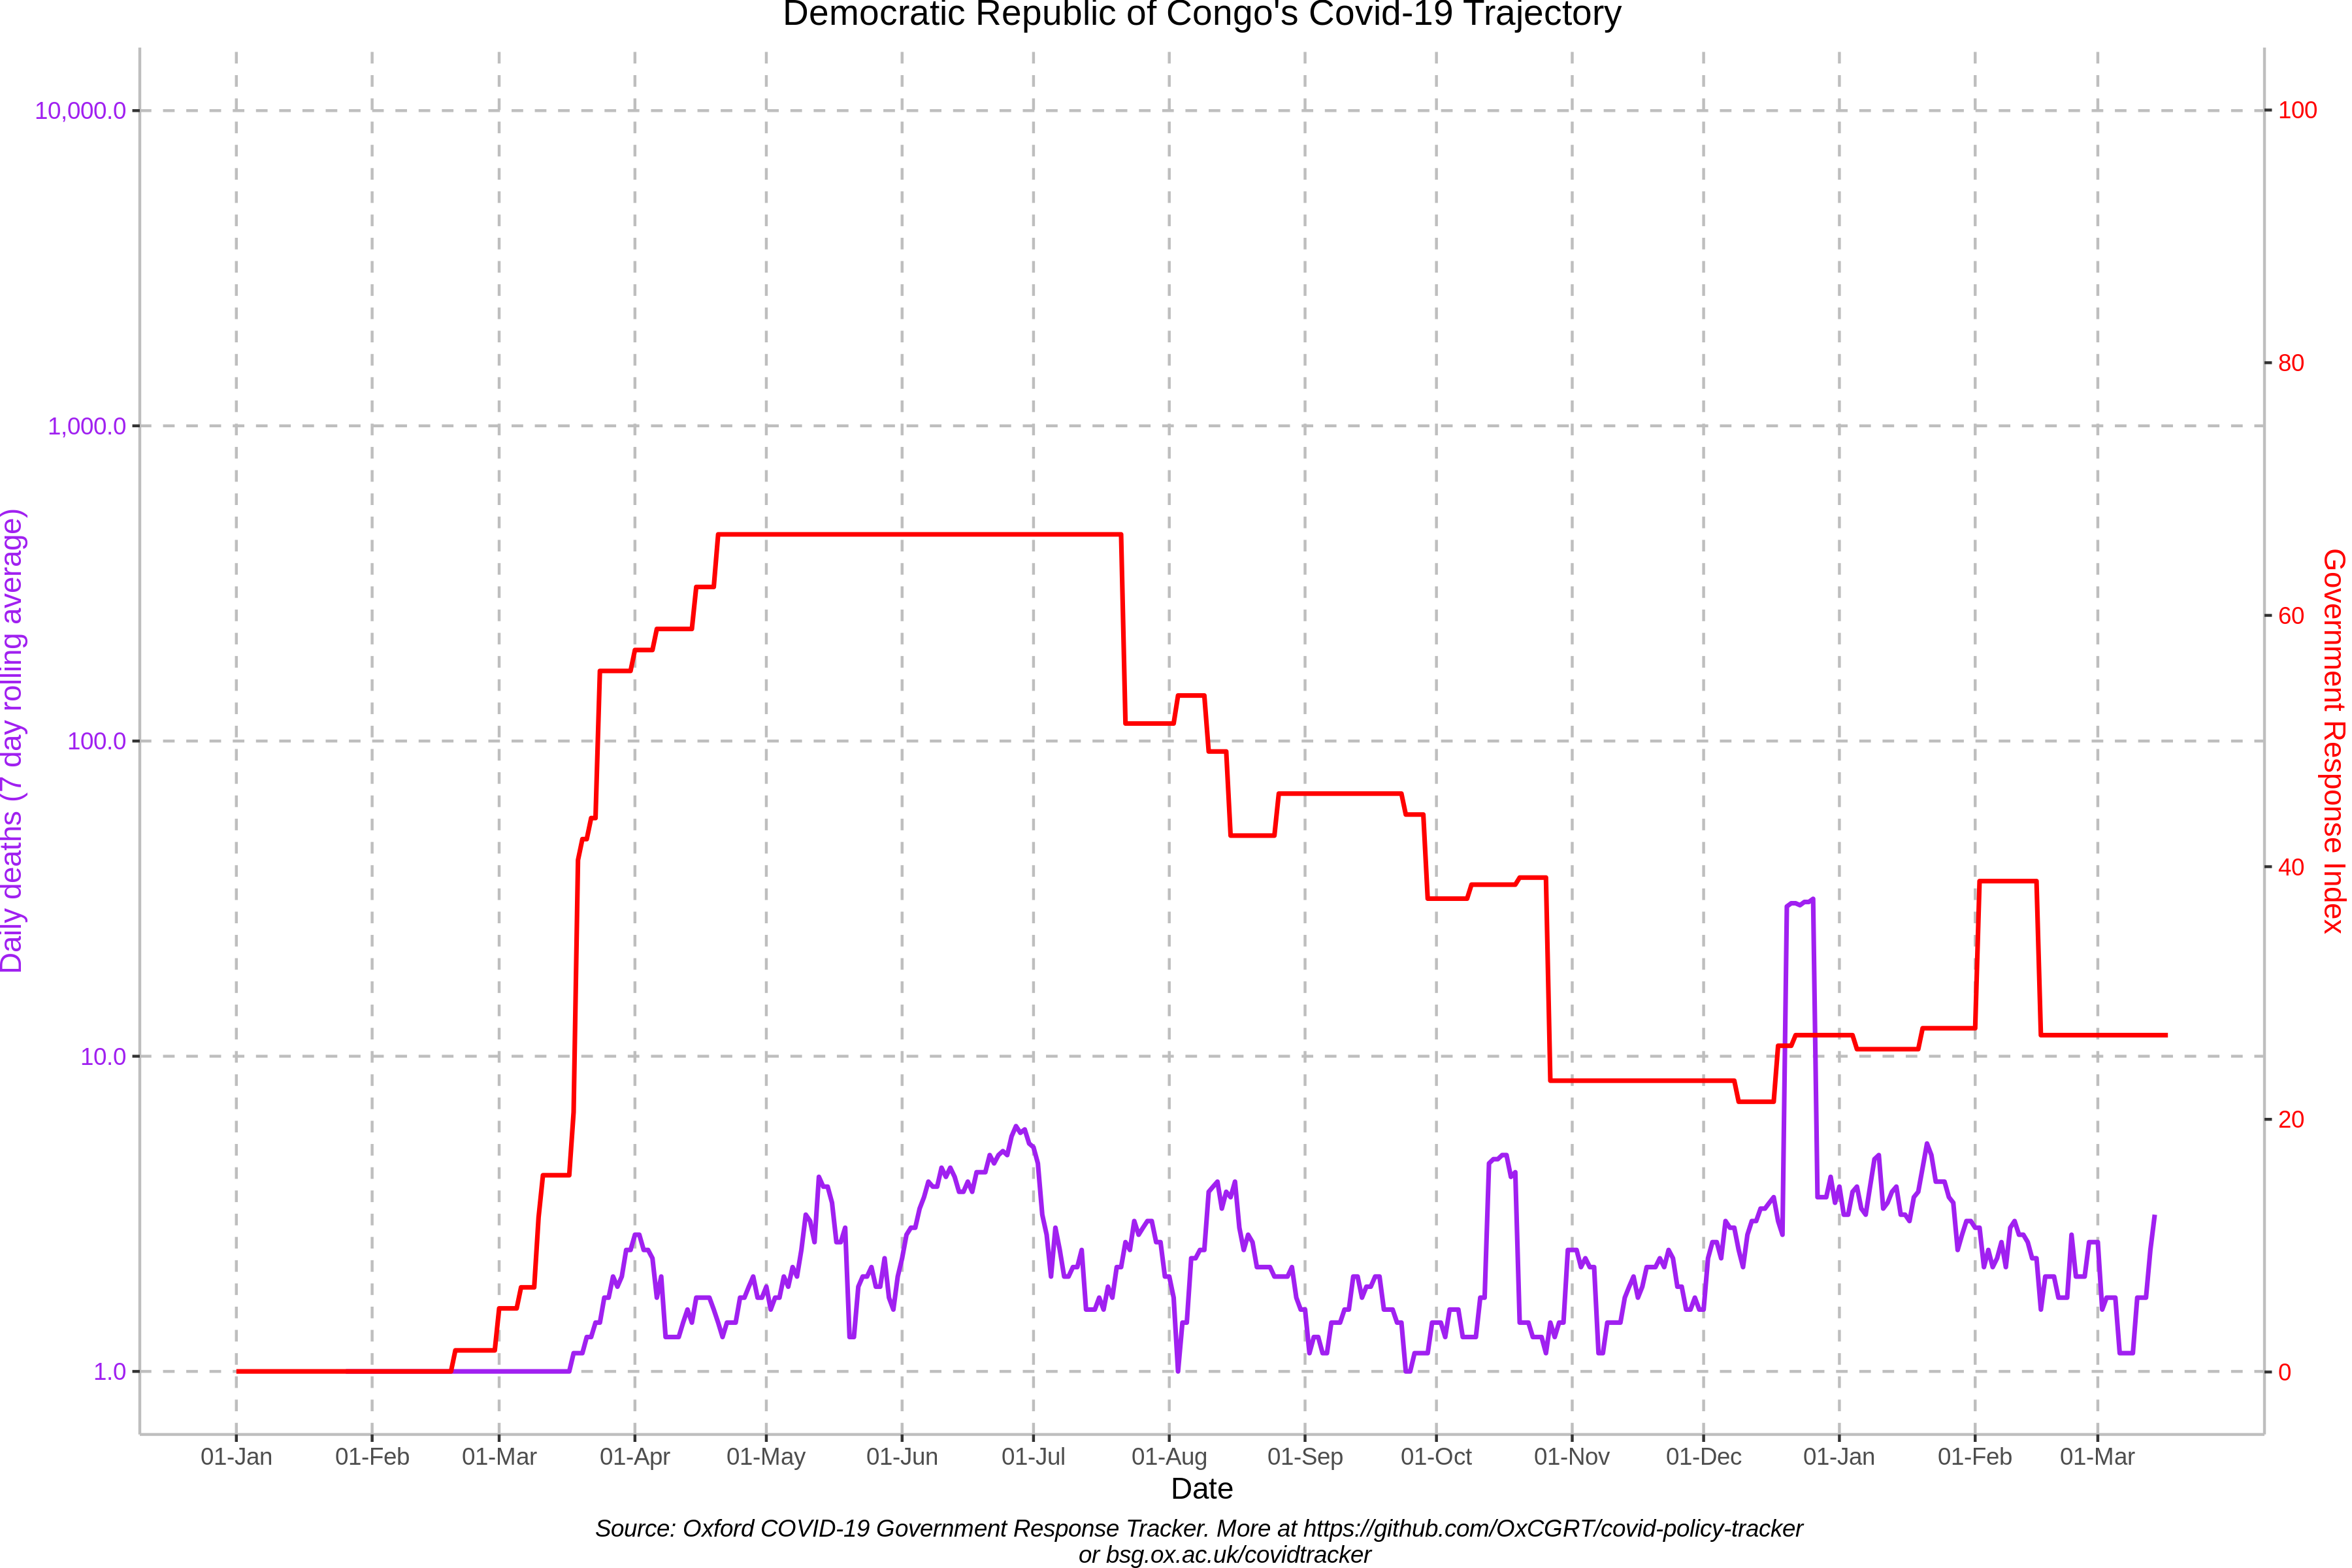 Democratic Republic of Congo's Covid-19 Trajectory
Daily deaths (7 day rolling average)
10,000.0
1,000.0
100.0
10.0
1.0
100
80
60
40
20
0
Government Response Index
01-Jan 01-Feb 01-Mar 01-Apr 01-May 01-Jun 01-Jul 01-Aug 01-Sep 01-Oct 01-Nov 01-Dec 01-Jan 01-Feb 01-Mar
Date
Source: Oxford COVID-19 Government Response Tracker. More at https://github.com/OxCGRT/covid-policy-tracker
or bsg.ox.ac.uk/covidtracker